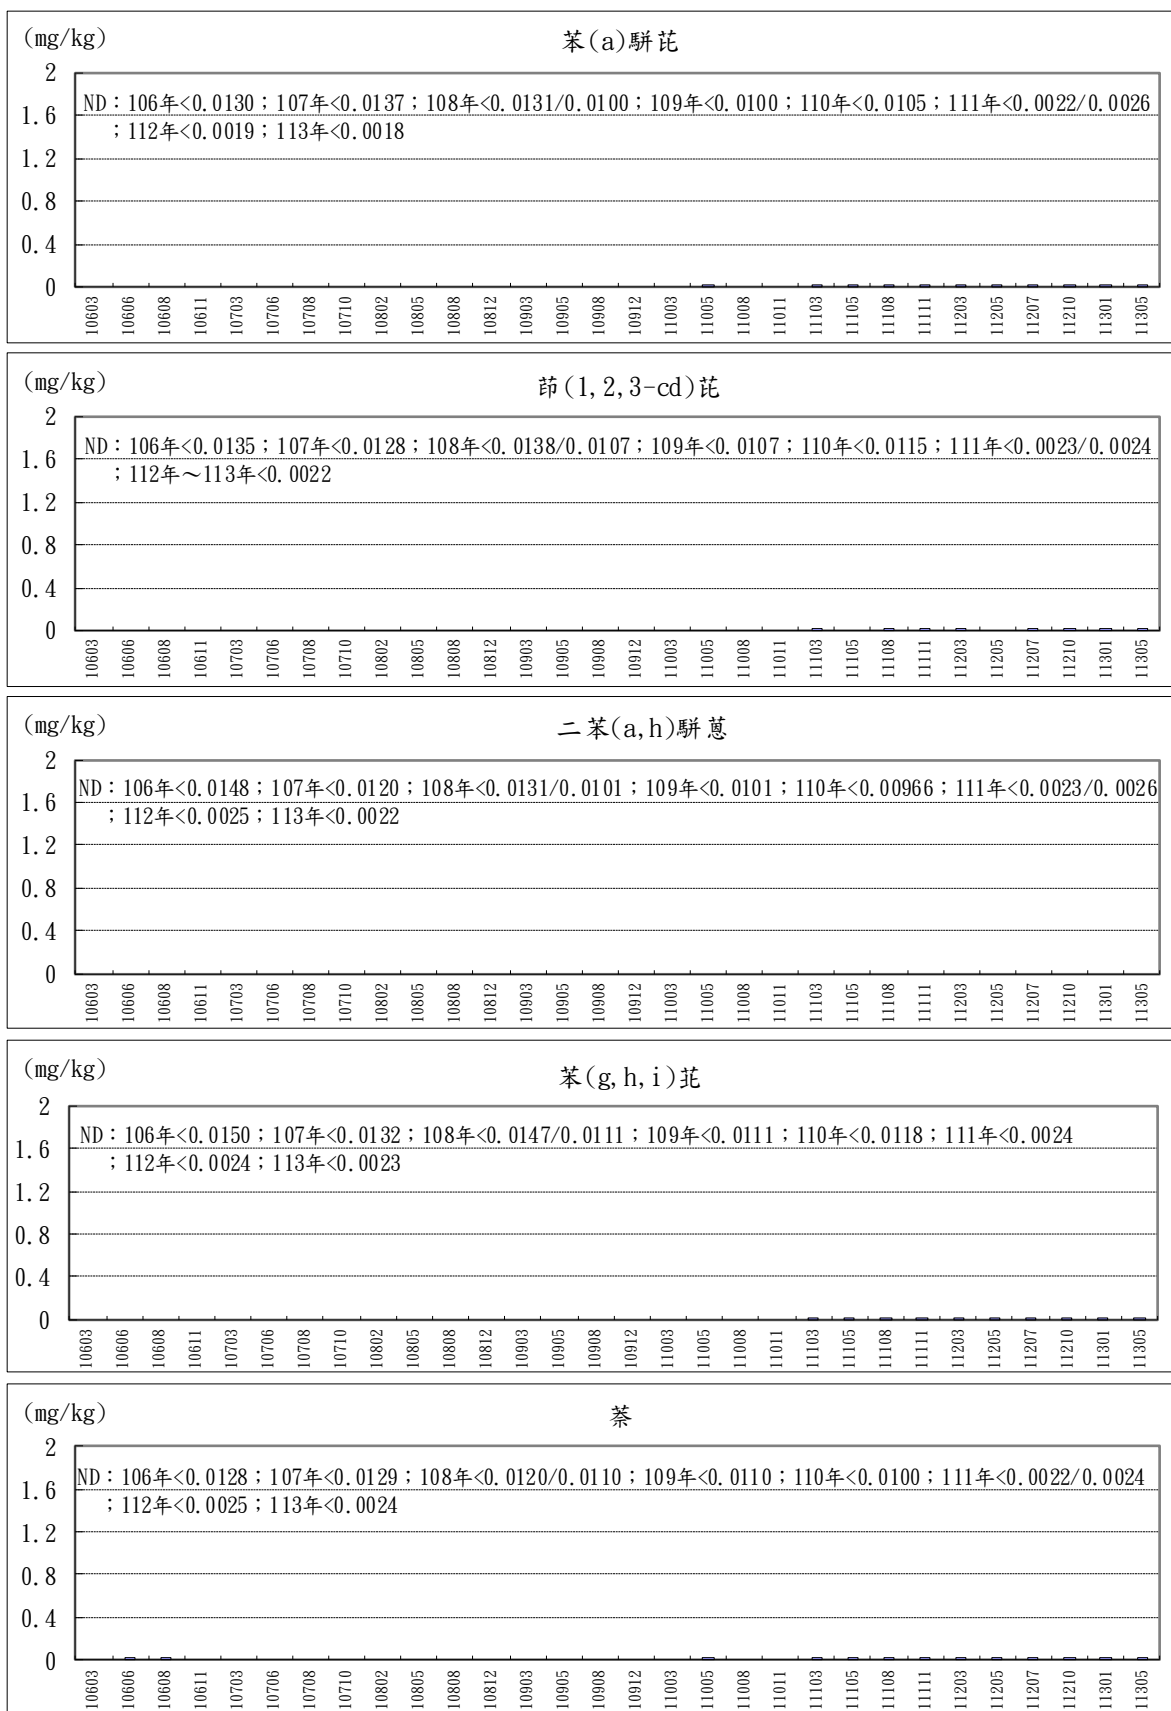 (mg/kg)
苯(a)駢芘
2
ND：106年<0.0130；107年<0.0137；108年<0.0131/0.0100；109年<0.0100；110年<0.0105；111年<0.0022/0.0026
1.6
；112年<0.0019；113年<0.0018
1.2
0.8
0.4
0
10603 10606 10608 10611 10703 10706 10708 10710 10802 10805 10808 10812 10903 10905 10908 10912 11003 11005 11008 11011 11103 11105 11108 11111 11203 11205 11207 11210 11301 11305
(mg/kg)
茚(1,2,3-cd)芘
2
ND：106年<0.0135；107年<0.0128；108年<0.0138/0.0107；109年<0.0107；110年<0.0115；111年<0.0023/0.0024
1.6
；112年～113年<0.0022
1.2
0.8
0.4
0
10603 10606 10608 10611 10703 10706 10708 10710 10802 10805 10808 10812 10903 10905 10908 10912 11003 11005 11008 11011 11103 11105 11108 11111 11203 11205 11207 11210 11301 11305
(mg/kg)
二苯(a,h)駢蒽
2
ND：106年<0.0148；107年<0.0120；108年<0.0131/0.0101；109年<0.0101；110年<0.00966；111年<0.0023/0.0026
1.6
；112年<0.0025；113年<0.0022
1.2
0.8
0.4
0
10603 10606 10608 10611 10703 10706 10708 10710 10802 10805 10808 10812 10903 10905 10908 10912 11003 11005 11008 11011 11103 11105 11108 11111 11203 11205 11207 11210 11301 11305
(mg/kg)
苯(g,h,i)苝
2
ND：106年<0.0150；107年<0.0132；108年<0.0147/0.0111；109年<0.0111；110年<0.0118；111年<0.0024
1.6
；112年<0.0024；113年<0.0023
1.2
0.8
0.4
0
10603 10606 10608 10611 10703 10706 10708 10710 10802 10805 10808 10812 10903 10905 10908 10912 11003 11005 11008 11011 11103 11105 11108 11111 11203 11205 11207 11210 11301 11305
(mg/kg)
萘
2
ND：106年<0.0128；107年<0.0129；108年<0.0120/0.0110；109年<0.0110；110年<0.0100；111年<0.0022/0.0024
1.6
；112年<0.0025；113年<0.0024
1.2
0.8
0.4
0
10603 10606 10608 10611 10703 10706 10708 10710 10802 10805 10808 10812 10903 10905 10908 10912 11003 11005 11008 11011 11103 11105 11108 11111 11203 11205 11207 11210 11301 11305